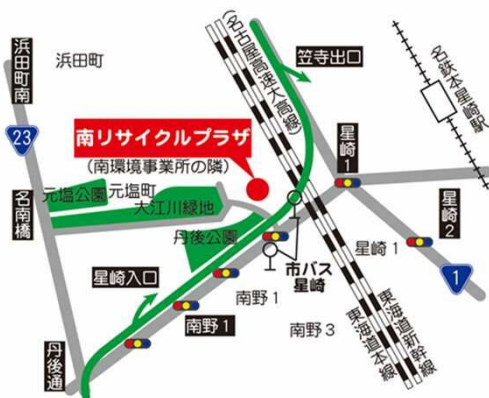 浜田町南
浜田町
23
南リサイクルプラザ
(南環境事業所の隣)
(名古屋高速大高線)
笠寺出口
名鉄本星崎駅
星崎1
元塩公園
元塩町
大江川緑地
名南橋
丹後公園
星崎2
星崎1
市バス
星崎
星崎入口
南野1
1
南野1
南野3
東海道本線
東海道新幹線
丹後通